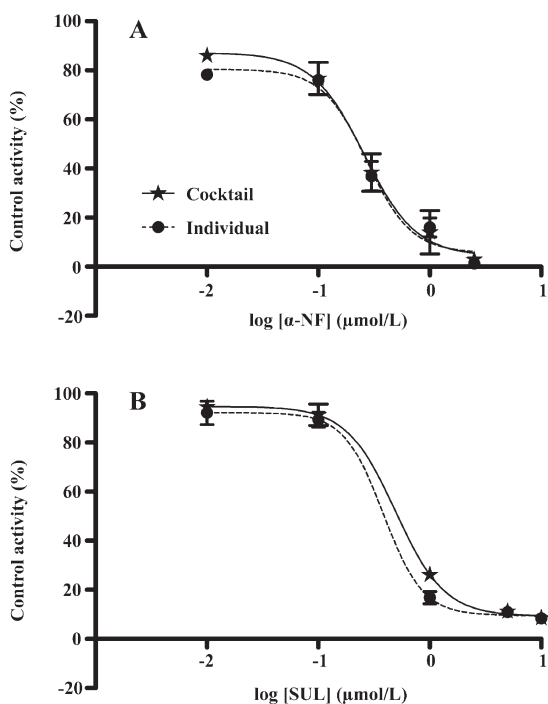 A
Control activity (%)
100
80
60
40
20
0
-20
Cocktail
Individual
-2
-1
0
1
log [α-NF] (μmol/L)
B
Control activity (%)
100
80
60
40
20
0
-20
-2
-1
0
1
log [SUL] (μmol/L)